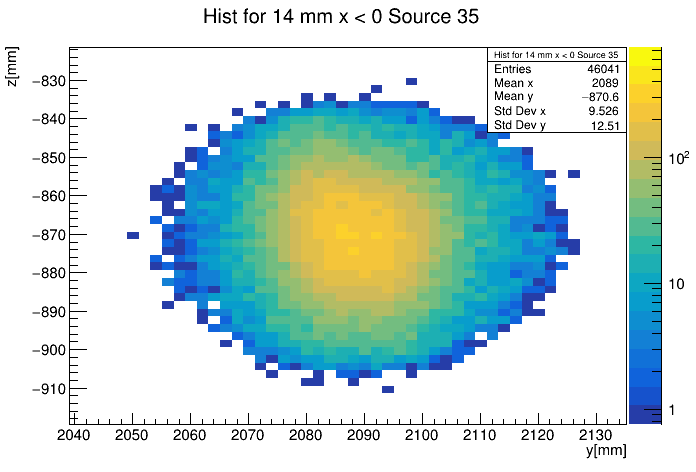 Hist for 14 mm x < 0 Source 35
z[mm]
Hist for 14 mm x < 0 Source 35
Entries 46041
Mean x 2089
Mean y −870.6
Std Dev x 9.526
Std Dev y 12.51
−830
−840
−850
−860
−870
−880
−890
−900
−910
10²
10
1
2040 2050 2060 2070 2080 2090 2100 2110 2120 2130
y[mm]